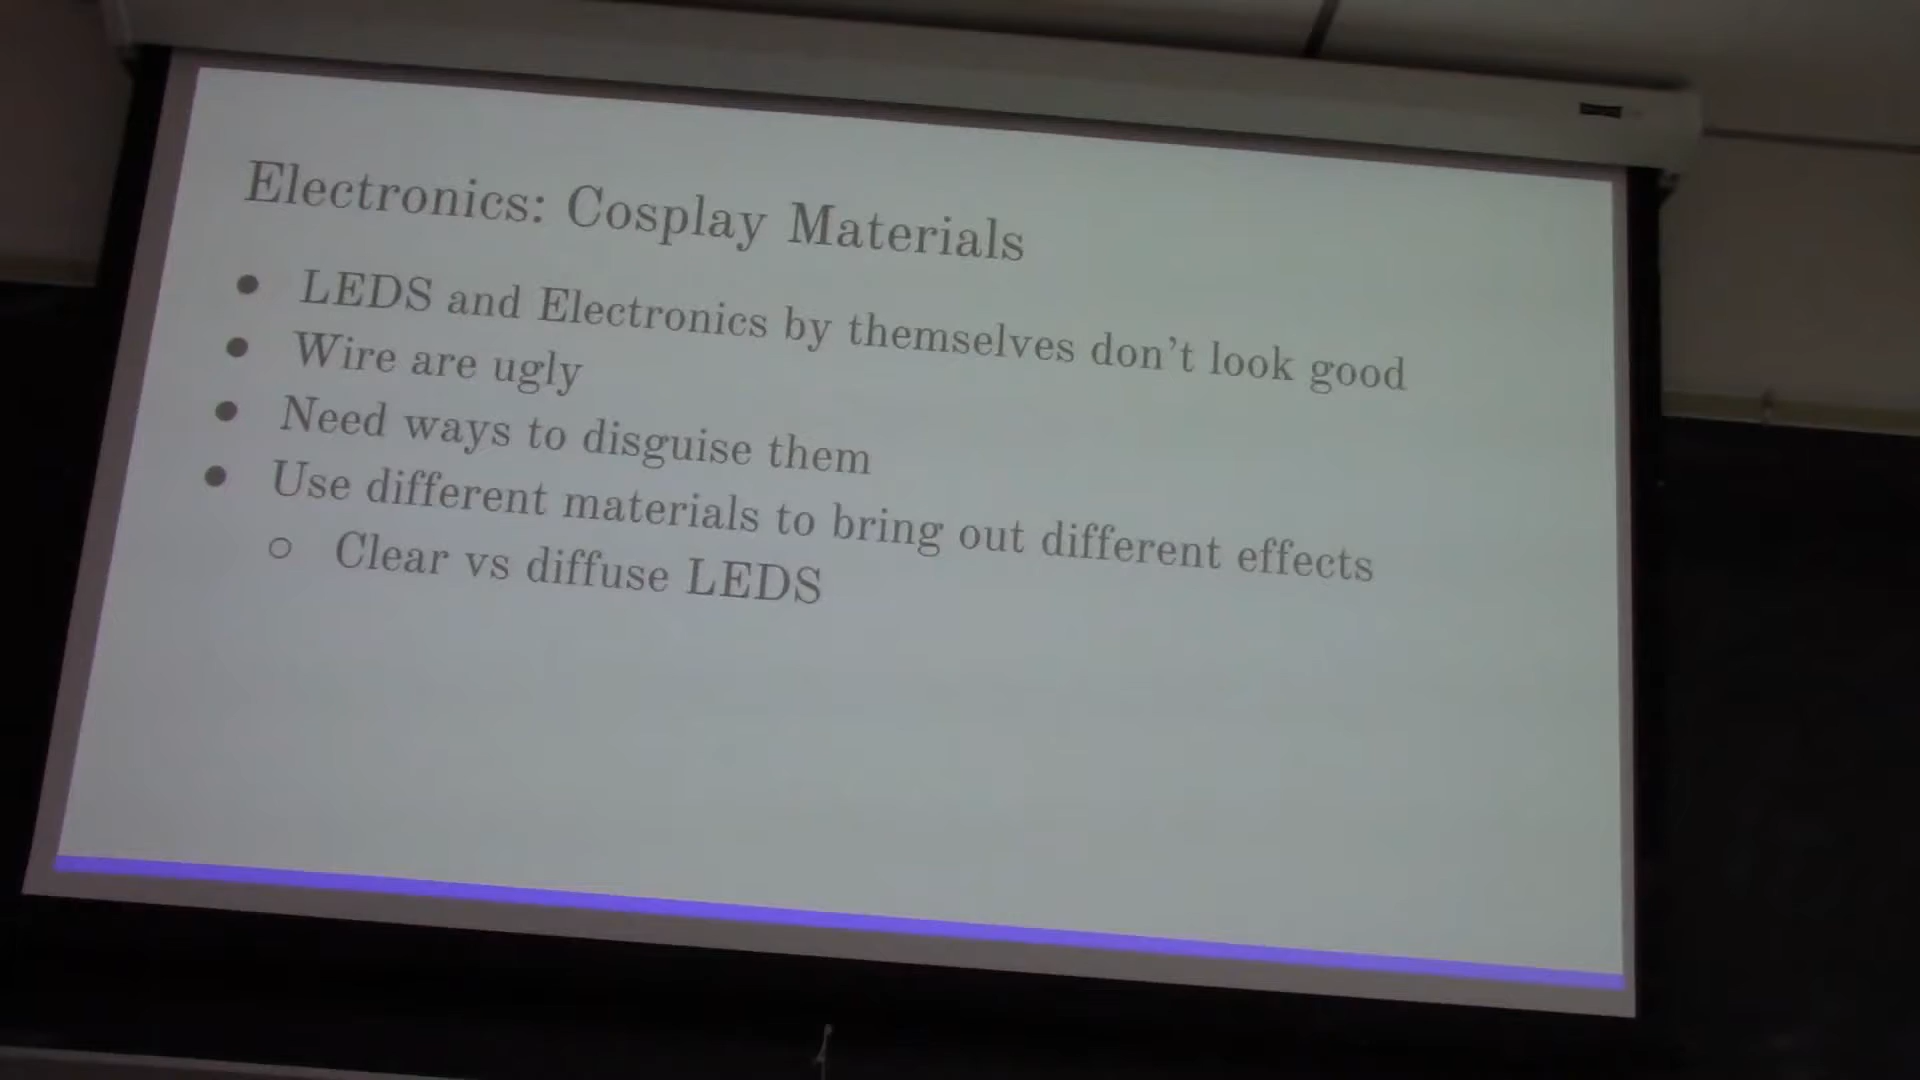 Electronics: Cosplay Materials
● LEDS and Electronics by themselves don't look good
● Wire are ugly
● Need ways to disguise them
● Use different materials to bring out different effects
○ Clear vs diffuse LEDS